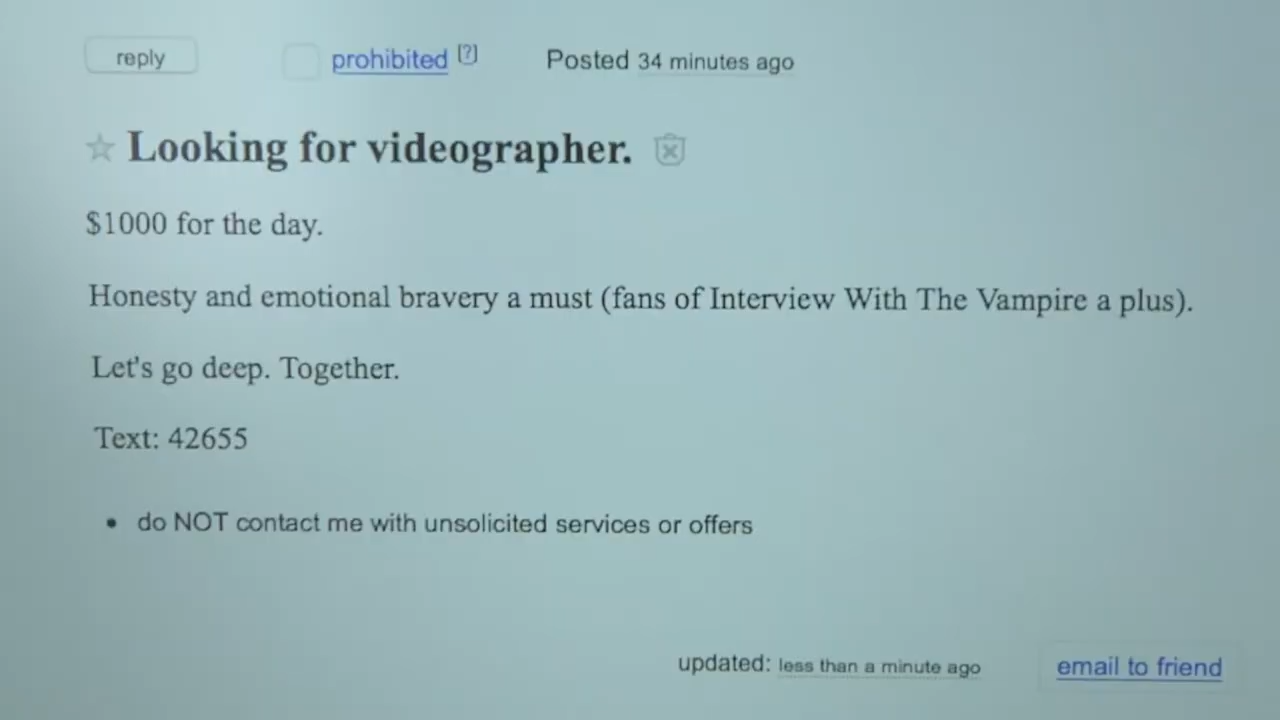 reply prohibited [?] Posted 34 minutes ago
Looking for videographer.
$1000 for the day.
Honesty and emotional bravery a must (fans of Interview With The Vampire a plus).
Let's go deep. Together.
Text: 42655
• do NOT contact me with unsolicited services or offers
updated: less than a minute ago email to friend